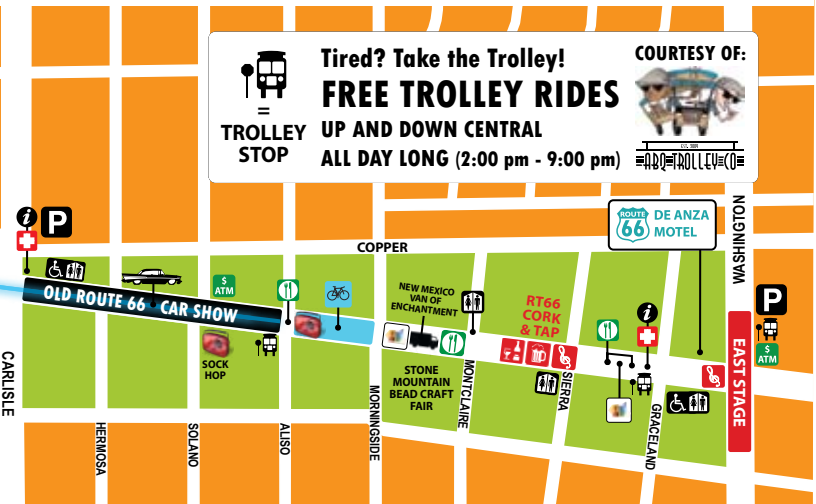 Tired? Take the Trolley!
FREE TROLLEY RIDES
UP AND DOWN CENTRAL
ALL DAY LONG (2:00 pm - 9:00 pm)
=
TROLLEY
STOP
COURTESY OF:
EST. 2009
ABQ TROLLEY CO
WASHINGTON
ROUTE
66
DE ANZA
MOTEL
COPPER
i
P
OLD ROUTE 66 CAR SHOW
$
ATM
SOCK
HOP
NEW MEXICO
VAN OF
ENCHANTMENT
STONE
MOUNTAIN
BEAD CRAFT
FAIR
RT66
CORK
& TAP
i
P
$
ATM
EAST STAGE
CARLISLE
HERMOSA
SOLANO
ALISO
MORNINGSIDE
MONTCLAIRE
SIERRA
GRACELAND